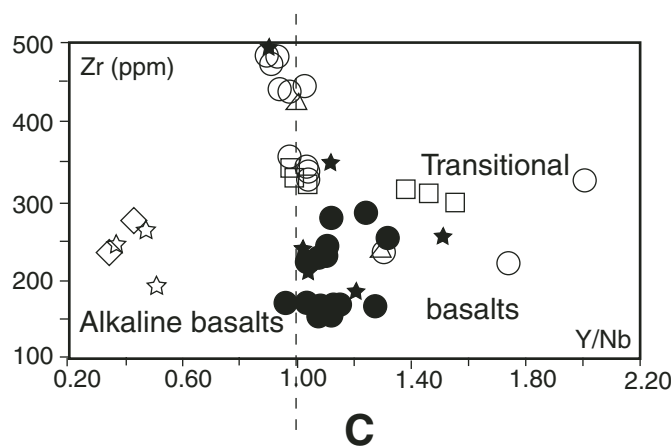 500
Zr (ppm)
400
Transitional
300
200
Alkaline basalts
basalts
Y/Nb
100
0.20 0.60 1.00 1.40 1.80 2.20
C